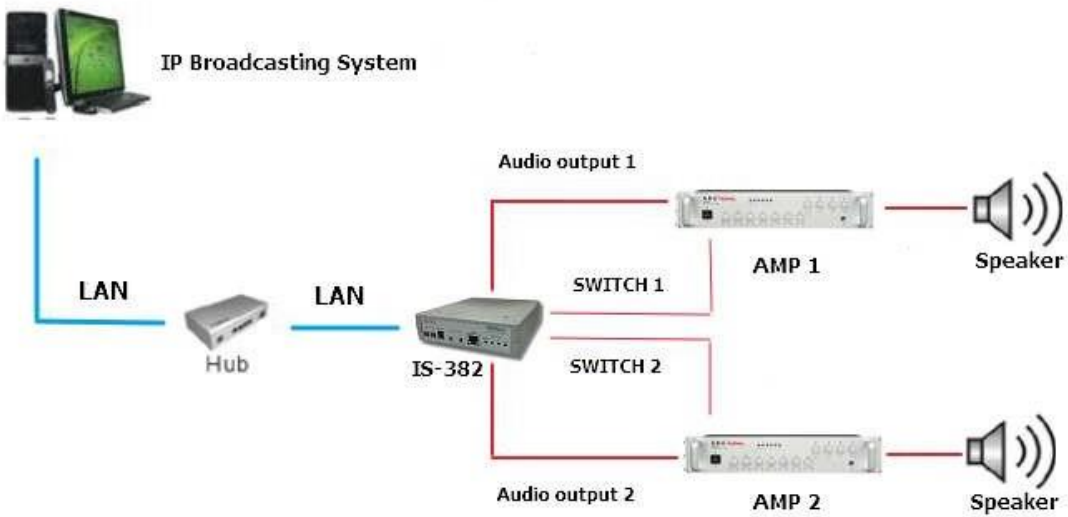 IP Broadcasting System
Audio output 1
AMP 1
Speaker
SWITCH 1
LAN
LAN
Hub
IS-382
SWITCH 2
Audio output 2
AMP 2
Speaker